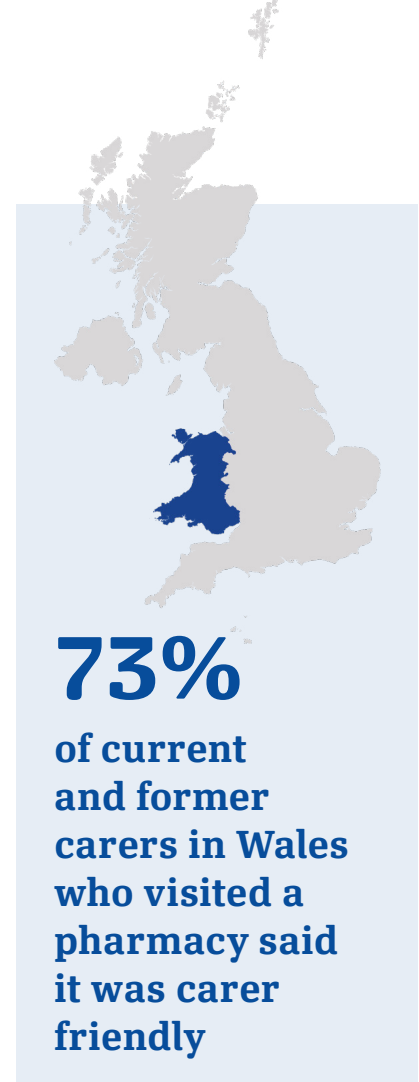 73%
of current
and former
carers in Wales
who visited a
pharmacy said
it was carer
friendly